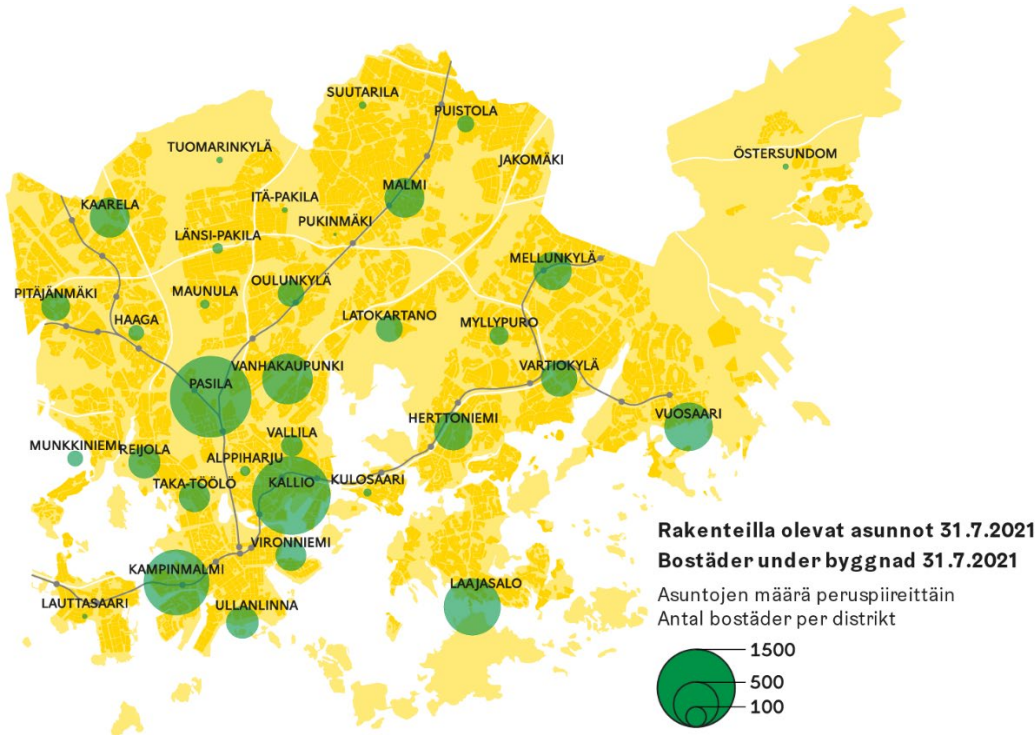 SUUTARILA
PUISTOLA
TUOMARINKYLÄ
JAKOMÄKI
ÖSTERSUNDOM
MALMI
ITÄ-PAKILA
KAARELA
PUKINMÄKI
LÄNSI-PAKILA
MELLUNKYLÄ
OULUNKYLÄ
PITÄJÄNMÄKI
MAUNULA
HAAGA
LATOKARTANO
MYLLYPURO
VANHAKAUPUNKI
VARTIOKYLÄ
PASILA
VUOSAARI
HERTTONIEMI
VALLILA
MUNKKINIEMI
REIJOLA
ALPPIHARJU
TAKA-TÖÖLÖ
KALLIO
KULOSAARI
VIRONNIEMI
KAMPINMALMI
LAAJASALO
LAUTTASAARI
ULLANLINNA
Rakenteilla olevat asunnot 31.7.2021
Bostäder under byggnad 31.7.2021
Asuntojen määrä peruspiireittäin
Antal bostäder per distrikt
1500
500
100